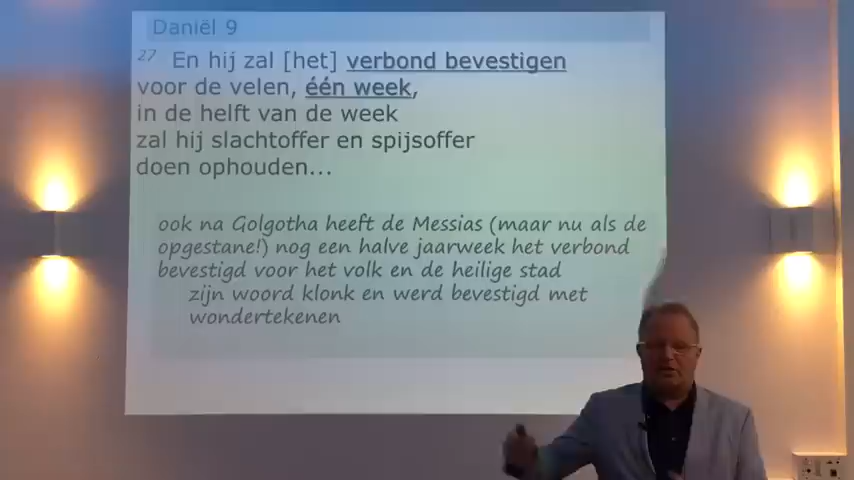 Daniël 9
27 En hij zal [het] verbond bevestigen
voor de velen, één week,
in de helft van de week
zal hij slachtoffer en spijsoffer
doen ophouden...
ook na Golgotha heeft de Messias (maar nu als de
opgestane!) nog een halve jaarweek het verbond
bevestigd voor het volk en de heilige stad
zijn woord klonk en werd bevestigd met
wondertekenen